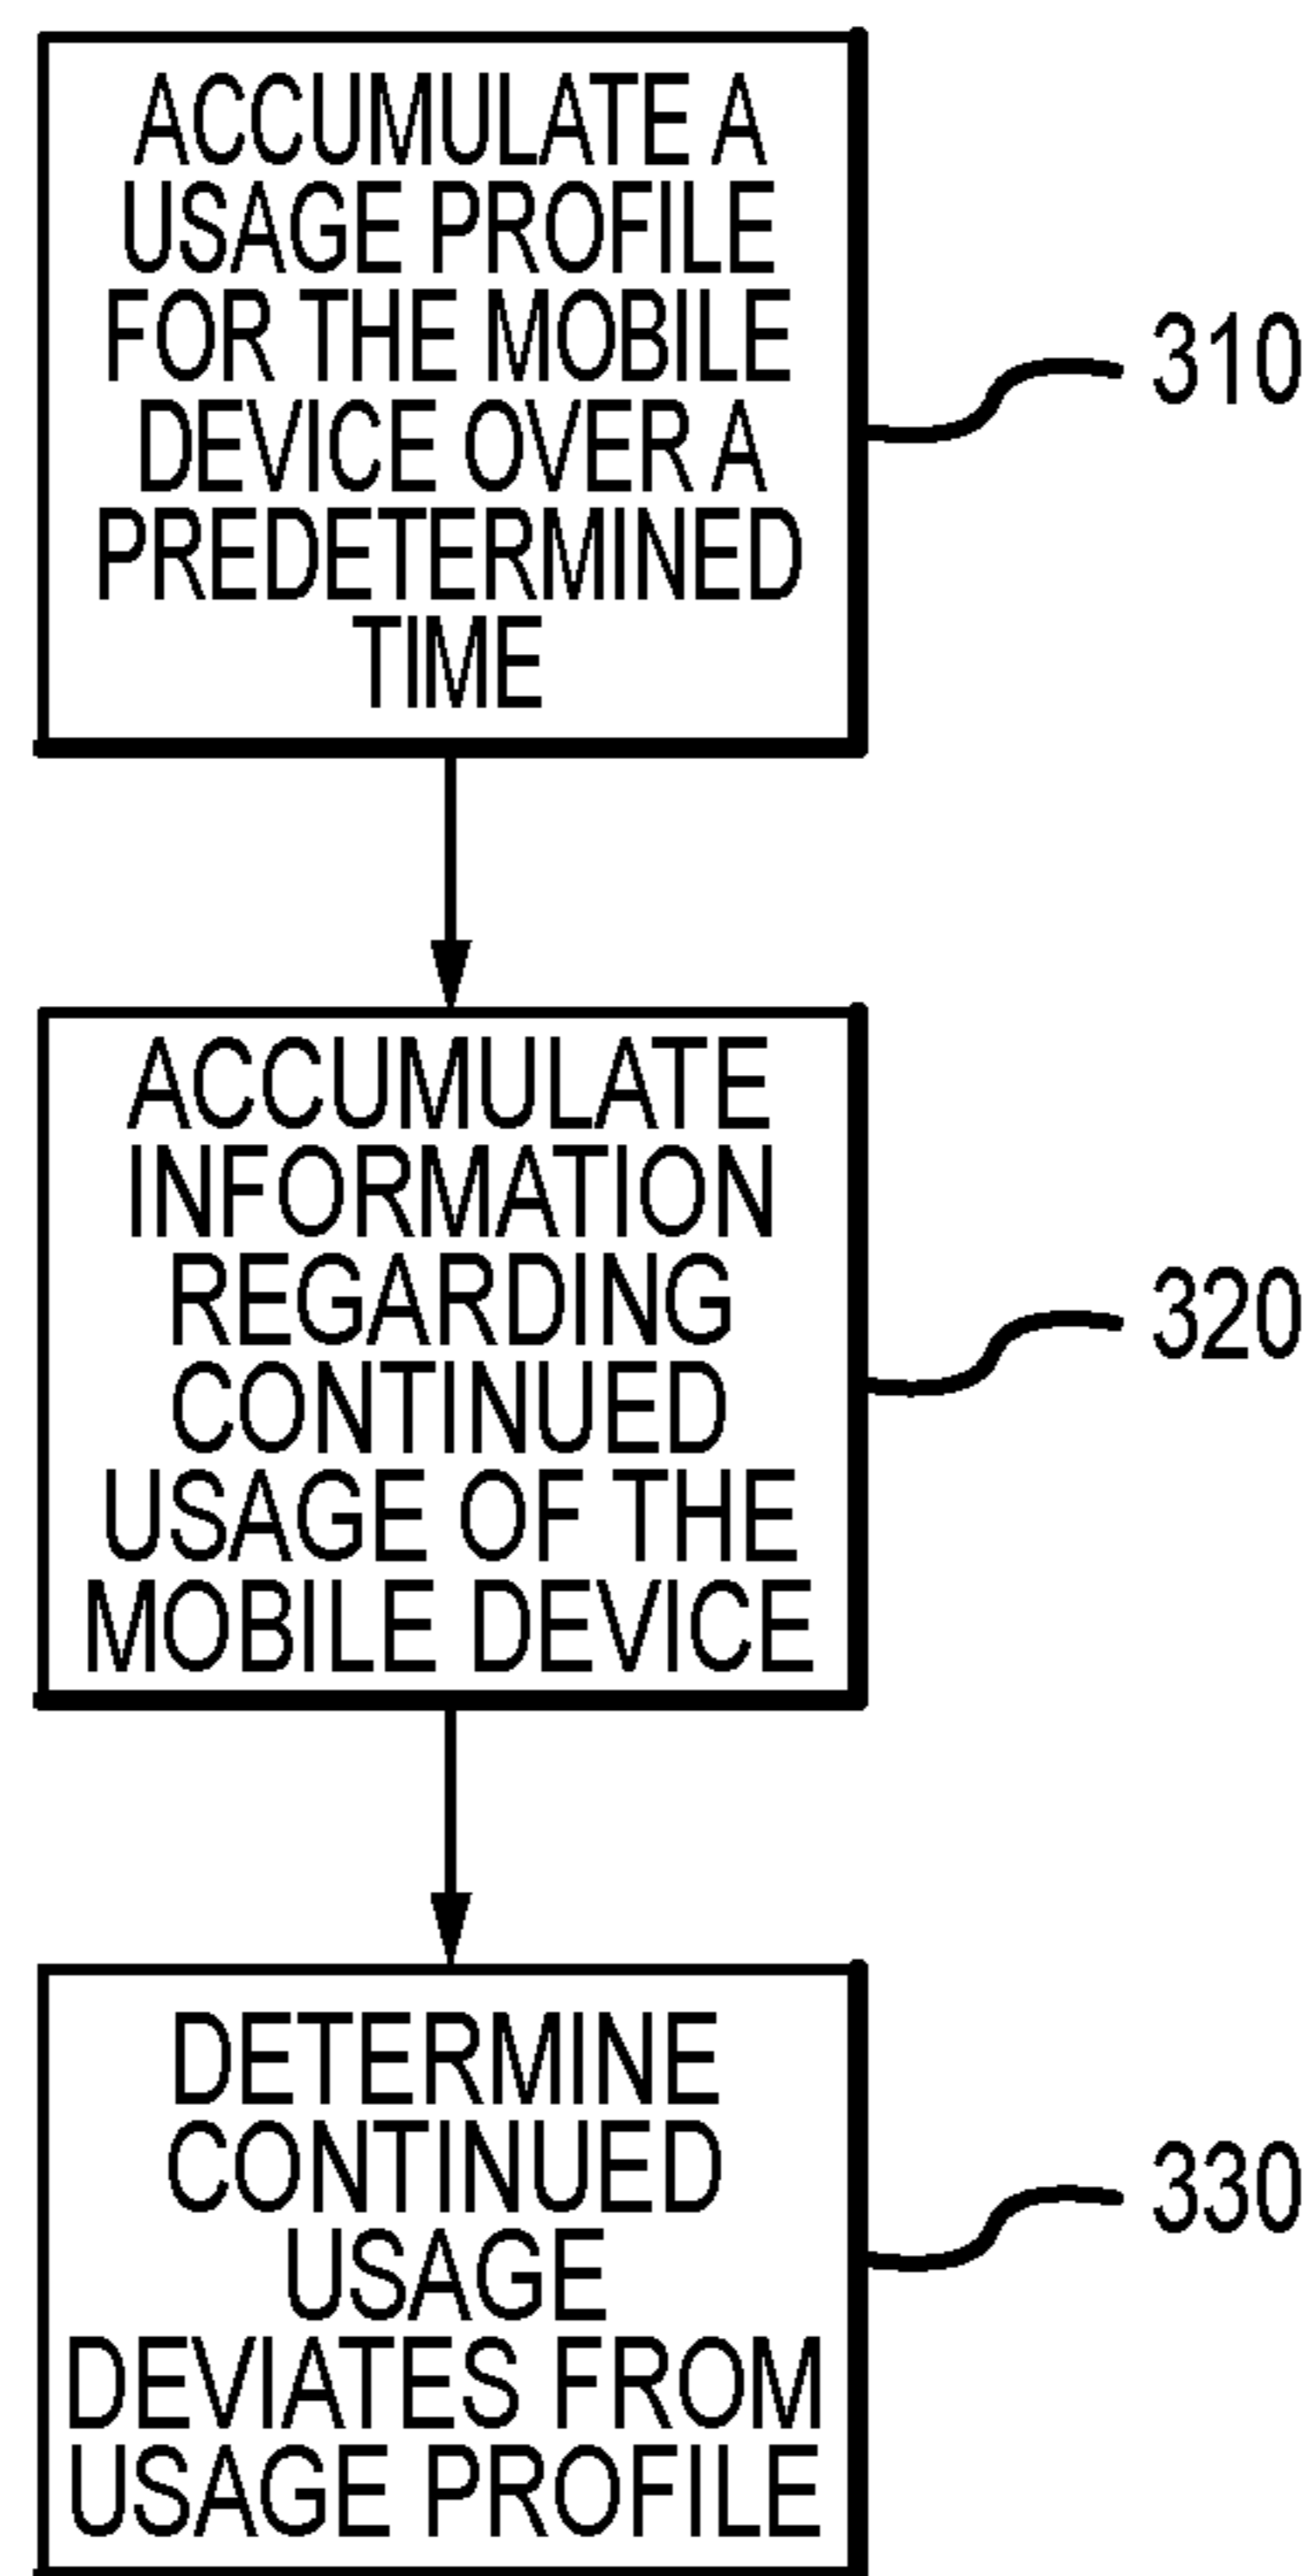 ACCUMULATE A
USAGE PROFILE
FOR THE MOBILE
DEVICE OVER A
PREDETERMINED
TIME
310
ACCUMULATE
INFORMATION
REGARDING
CONTINUED
USAGE OF THE
MOBILE DEVICE
320
DETERMINE
CONTINUED
USAGE
DEVIATES FROM
USAGE PROFILE
330